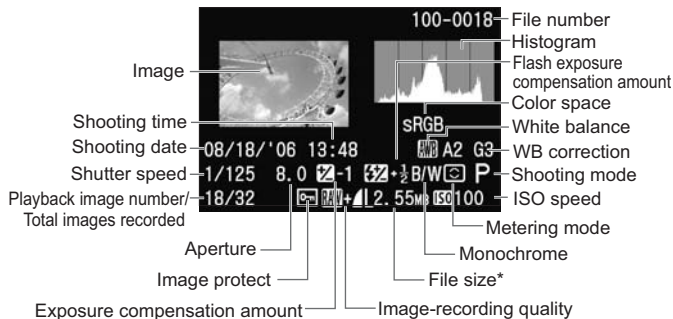 100-0018 File number
Histogram
Flash exposure
compensation amount
Image
Color space
sRGB
Shooting time
White balance
Shooting date 08/18/'06 13:48 AWB A2 G3 WB correction
Shutter speed 1/125 8.0 -1 +½ B/W P Shooting mode
Playback image number/
Total images recorded
18/32 RAW+ L 2.55MB ISO 100 ISO speed
Metering mode
Aperture
Monochrome
Image protect
File size*
Exposure compensation amount
Image-recording quality